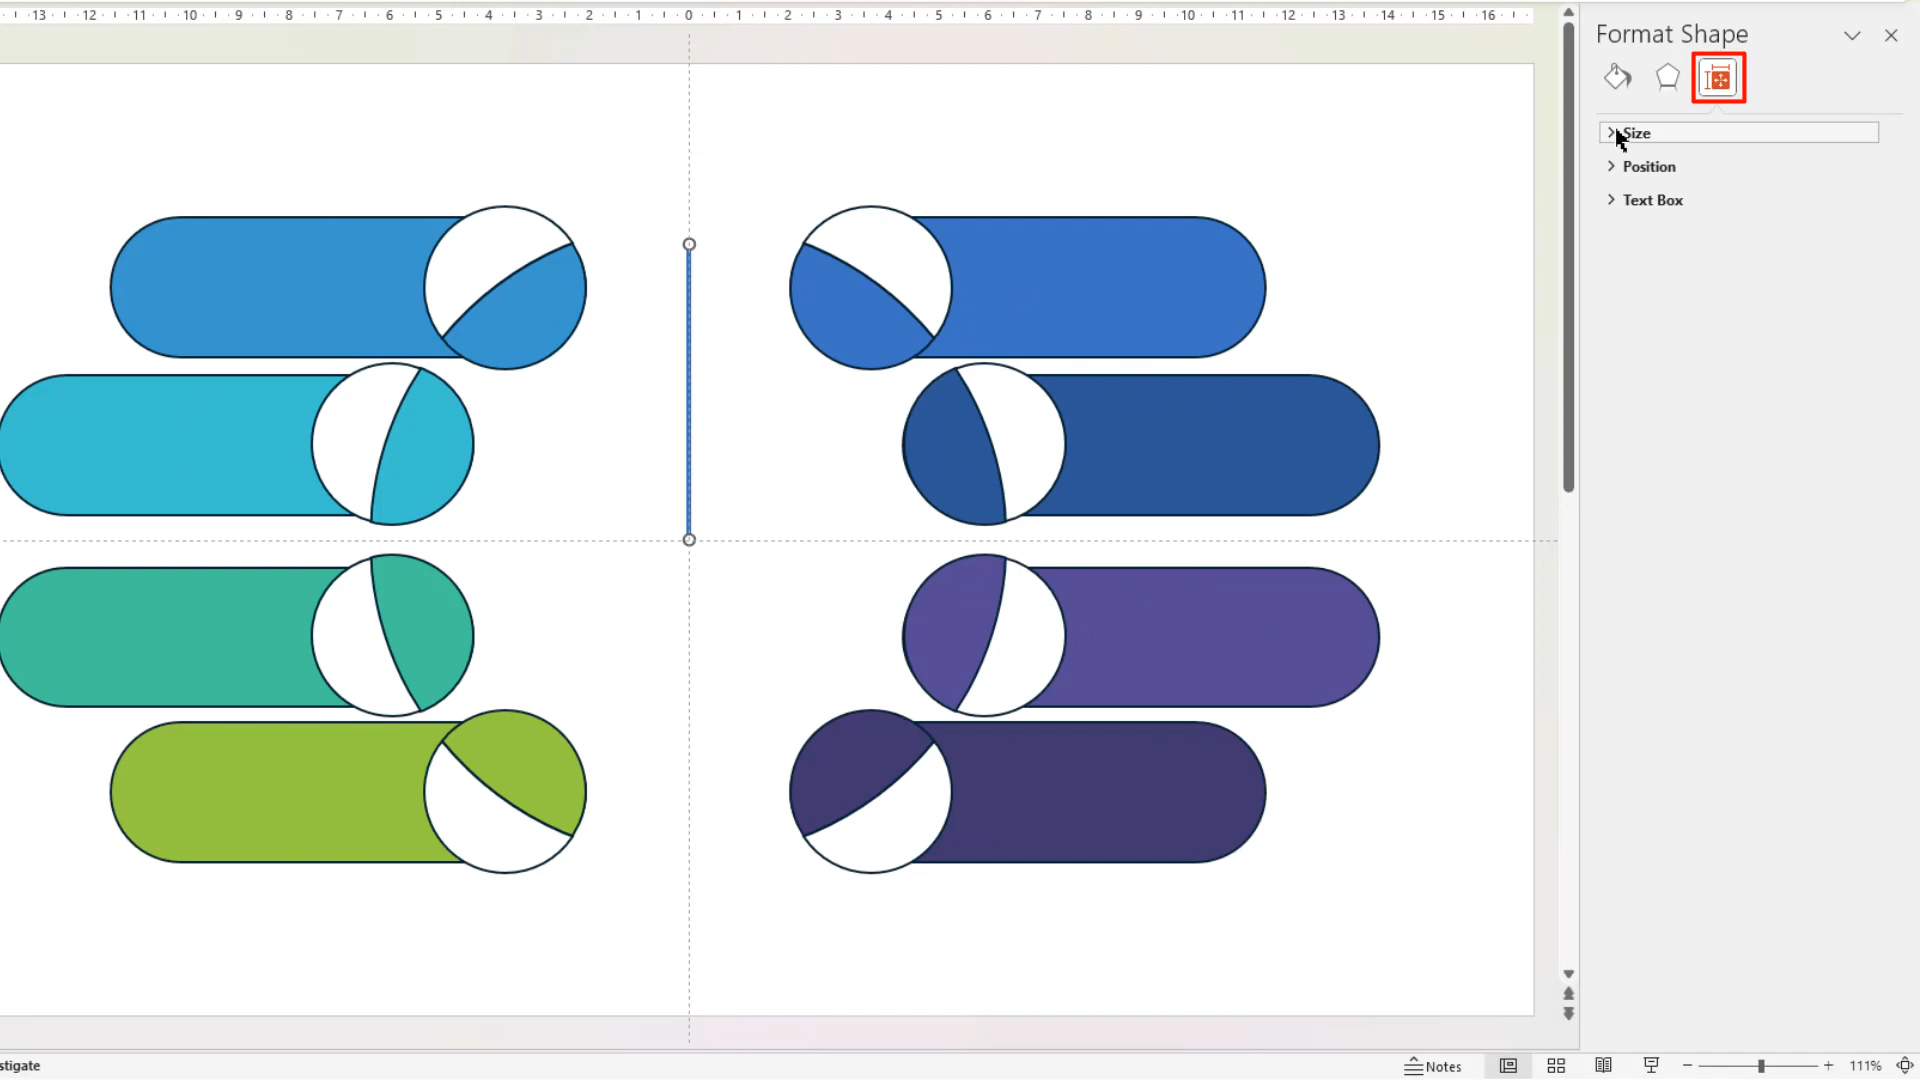 13 12 11 10 9 8 7 6 5 4 3 2 1 0 1 2 3 4 5 6 7 8 9 10 11 12 13 14 15 16
Format Shape
Size
Position
Text Box
stigate
Notes
111%